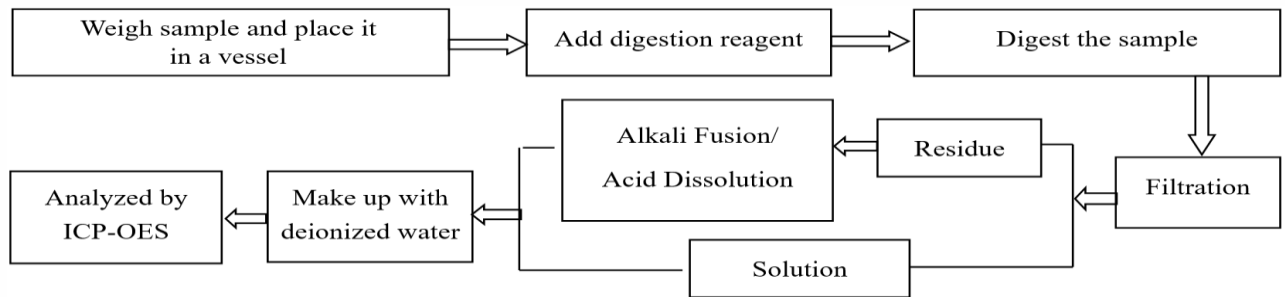 Weigh sample and place it
in a vessel
Add digestion reagent
Digest the sample
Filtration
Residue
Alkali Fusion/
Acid Dissolution
Solution
Make up with
deionized water
Analyzed by
ICP-OES